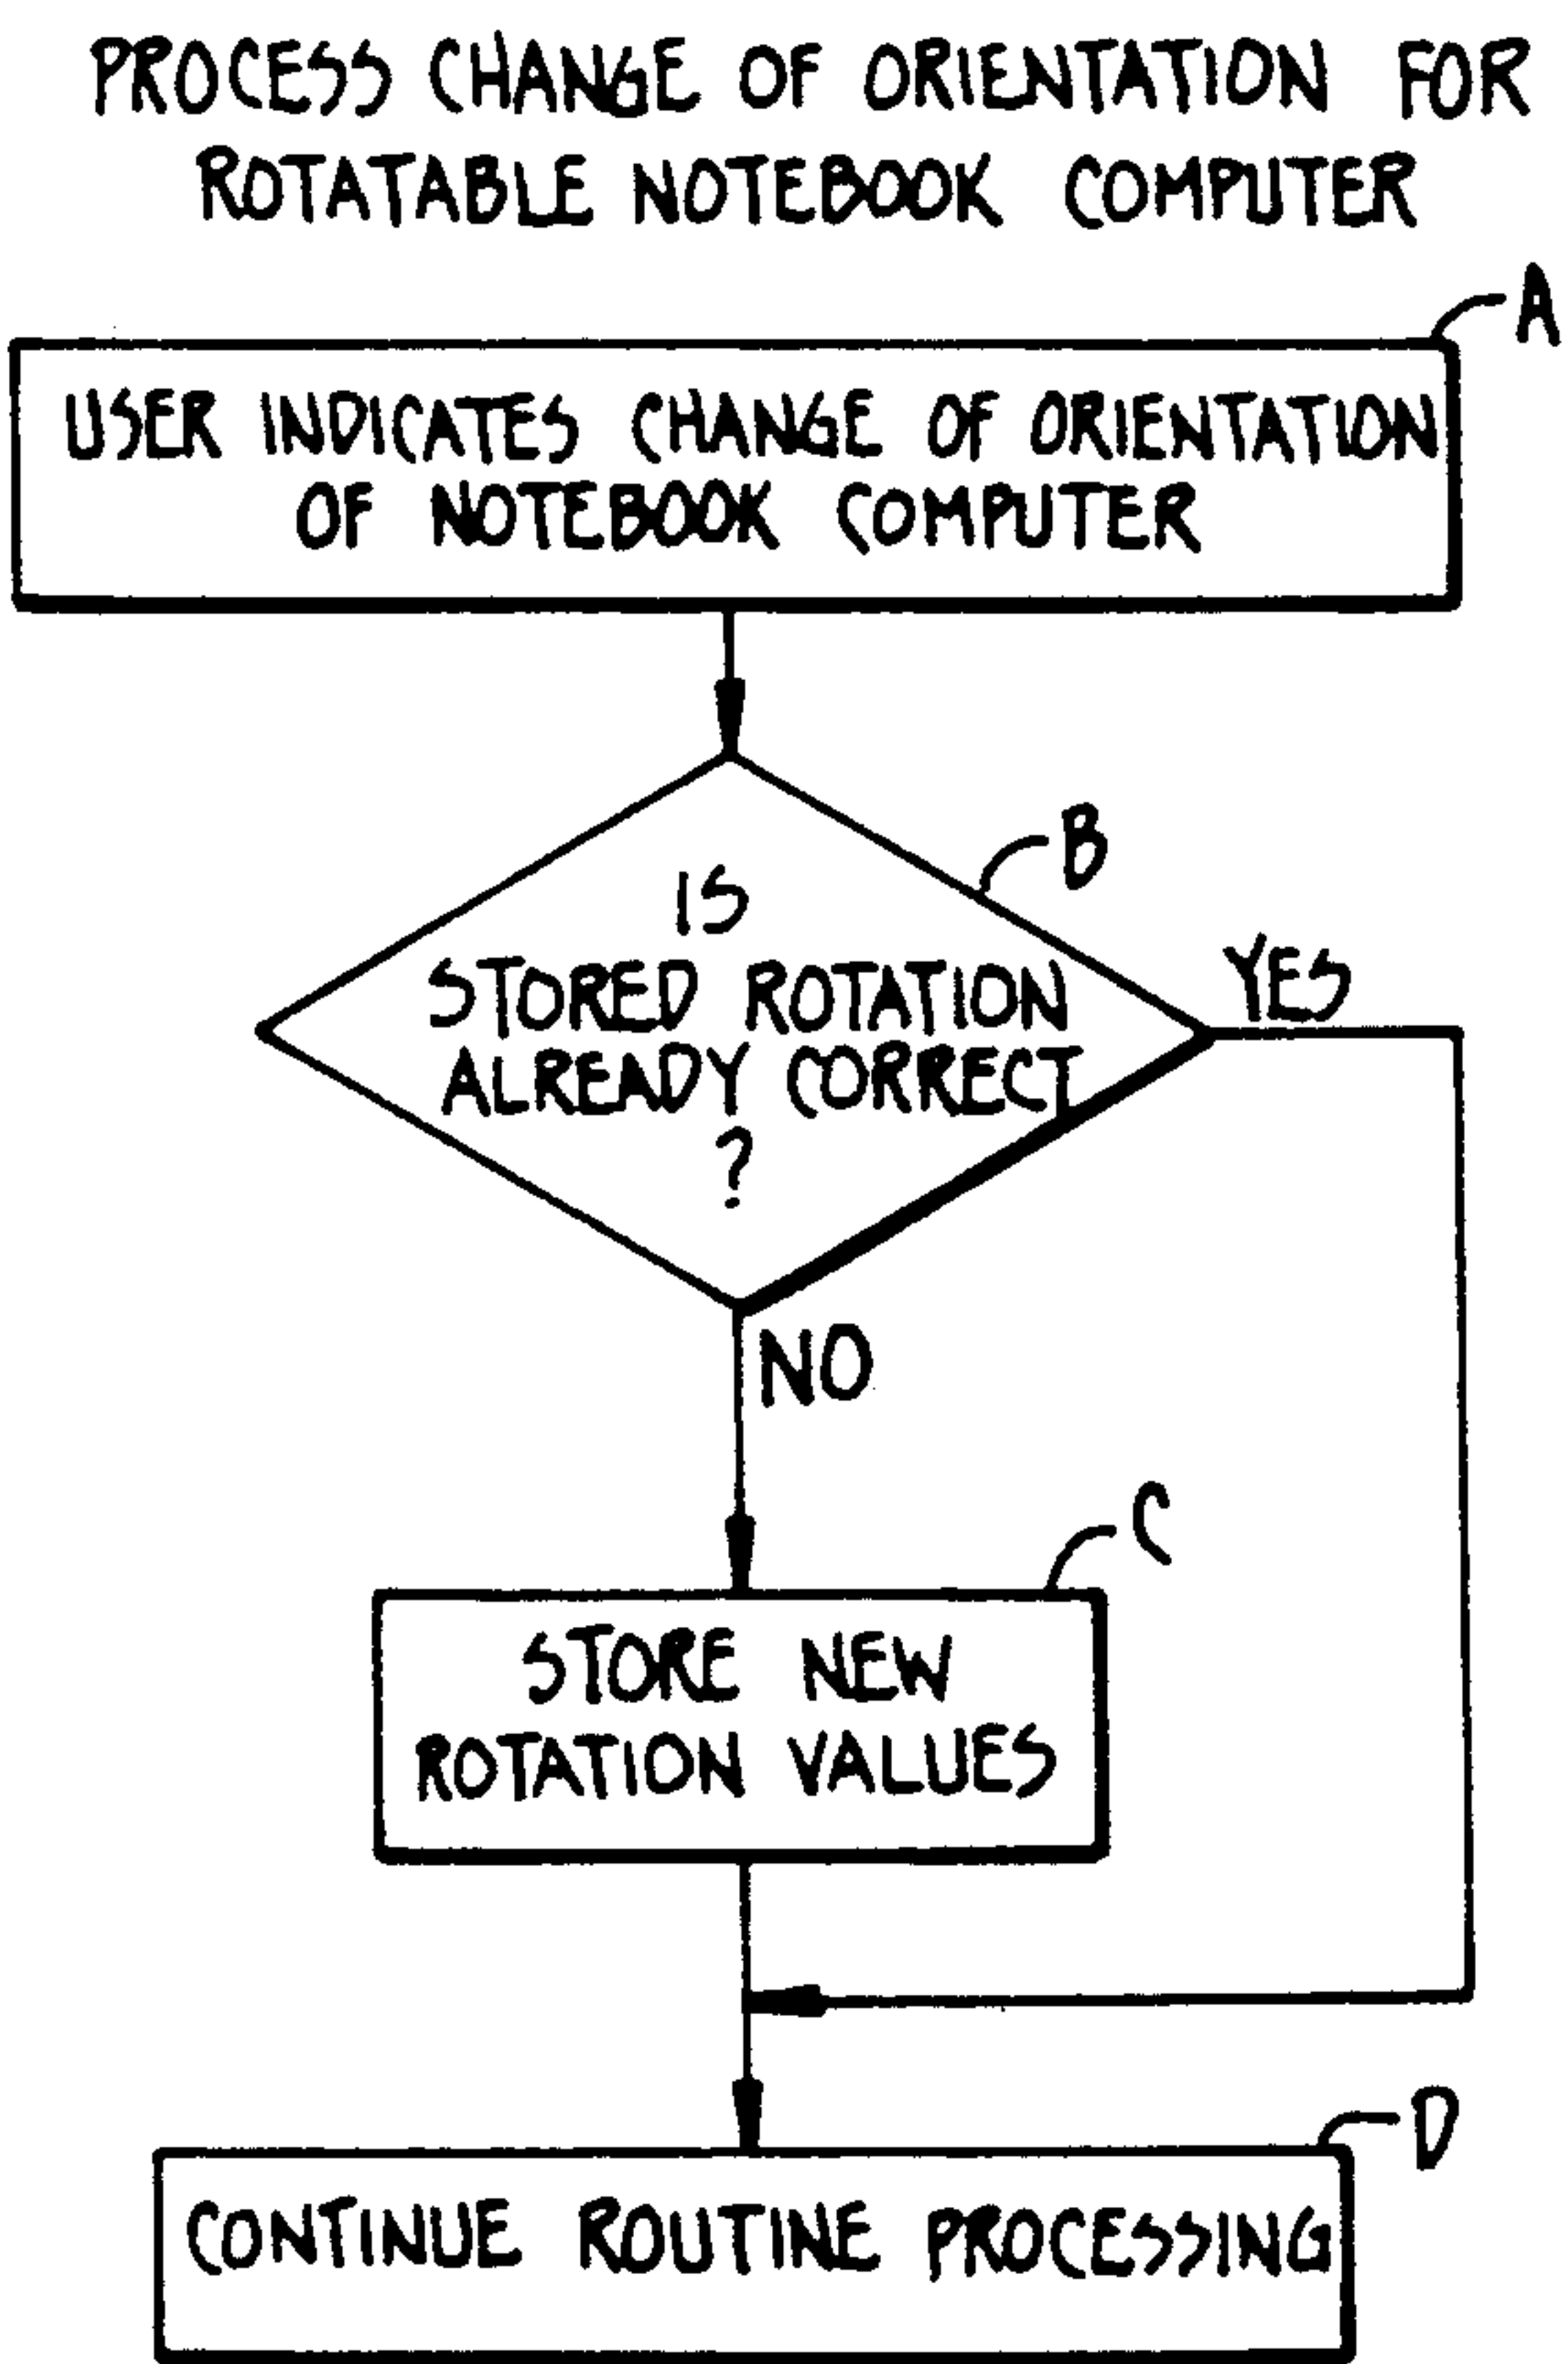 PROCESS CHANGE OF ORIENTATION FOR
ROTATABLE NOTEBOOK COMPUTER
A
USER INDICATES CHANGE OF ORIENTATION
OF NOTEBOOK COMPUTER
B
IS
STORED ROTATION
ALREADY CORRECT
?
YES
NO
C
STORE NEW
ROTATION VALUES
D
CONTINUE ROUTINE PROCESSING